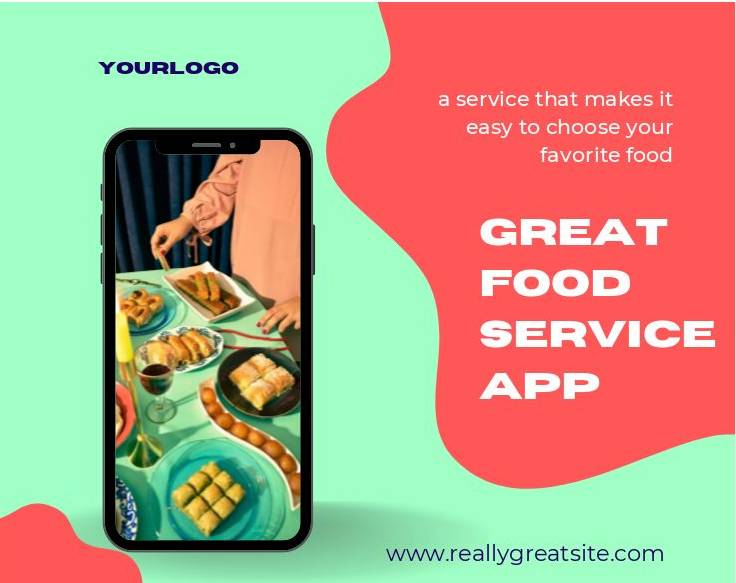 YOURLOGO
a service that makes it
easy to choose your
favorite food
GREAT
FOOD
SERVICE
APP
www.reallygreatsite.com